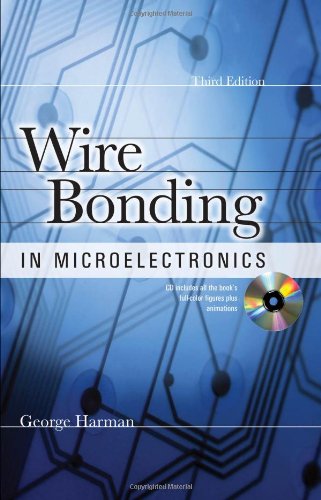 Third Edition
Wire
Bonding
IN MICROELECTRONICS
CD includes all the book's
full-color figures plus
animations
George Harman